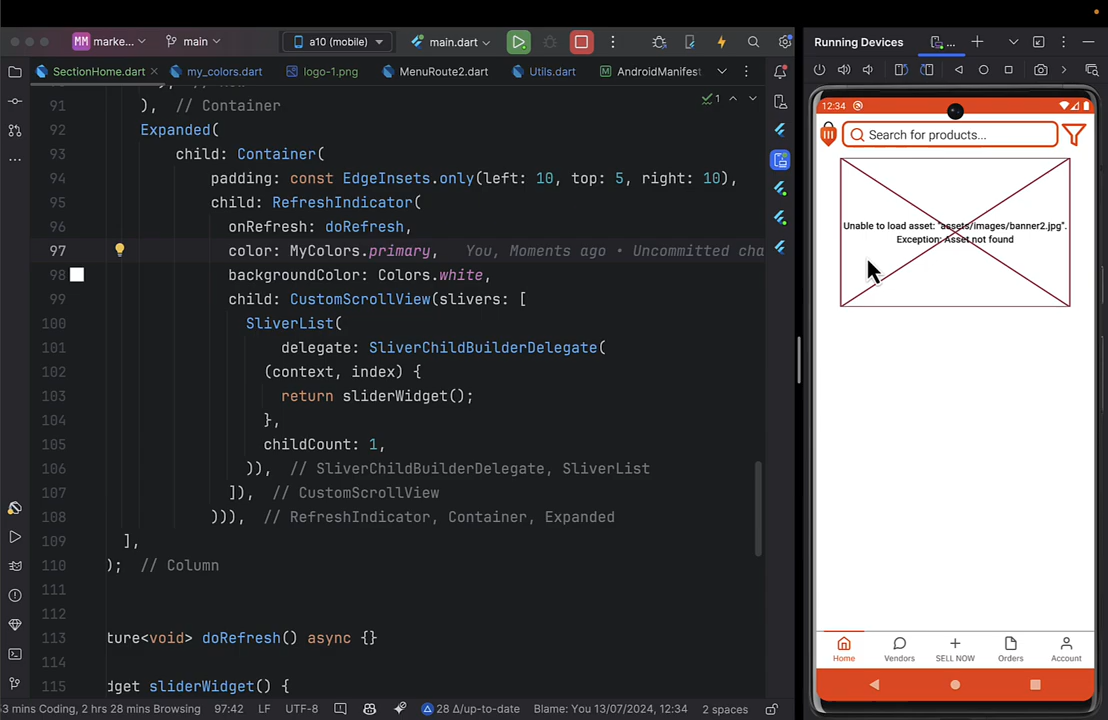 MM marke...
main
a10 (mobile)
main.dart
Running Devices
...
SectionHome.dart
my_colors.dart
logo-1.png
MenuRoute2.dart
Utils.dart
M AndroidManifest
91 ), // Container
92 Expanded(
93 child: Container(
94 padding: const EdgeInsets.only(left: 10, top: 5, right: 10),
95 child: RefreshIndicator(
96 onRefresh: doRefresh,
97 color: MyColors.primary, You, Moments ago • Uncommitted cha
98 backgroundColor: Colors.white,
99 child: CustomScrollView(slivers: [
100 SliverList(
101 delegate: SliverChildBuilderDelegate(
102 (context, index) {
103 return sliderWidget();
104 },
105 childCount: 1,
106 )), // SliverChildBuilderDelegate, SliverList
107 ]), // CustomScrollView
108 ))), // RefreshIndicator, Container, Expanded
109 ],
110 ); // Column
111
112
113 ture<void> doRefresh() async {}
114
115 dget sliderWidget() {
1
12:34
Search for products...
Unable to load asset: "assets/images/banner2.jpg".
Exception: Asset not found
Home
Vendors
SELL NOW
Orders
Account
3 mins Coding, 2 hrs 28 mins Browsing
97:42
LF
UTF-8
28 Δ/up-to-date
Blame: You 13/07/2024, 12:34
2 spaces